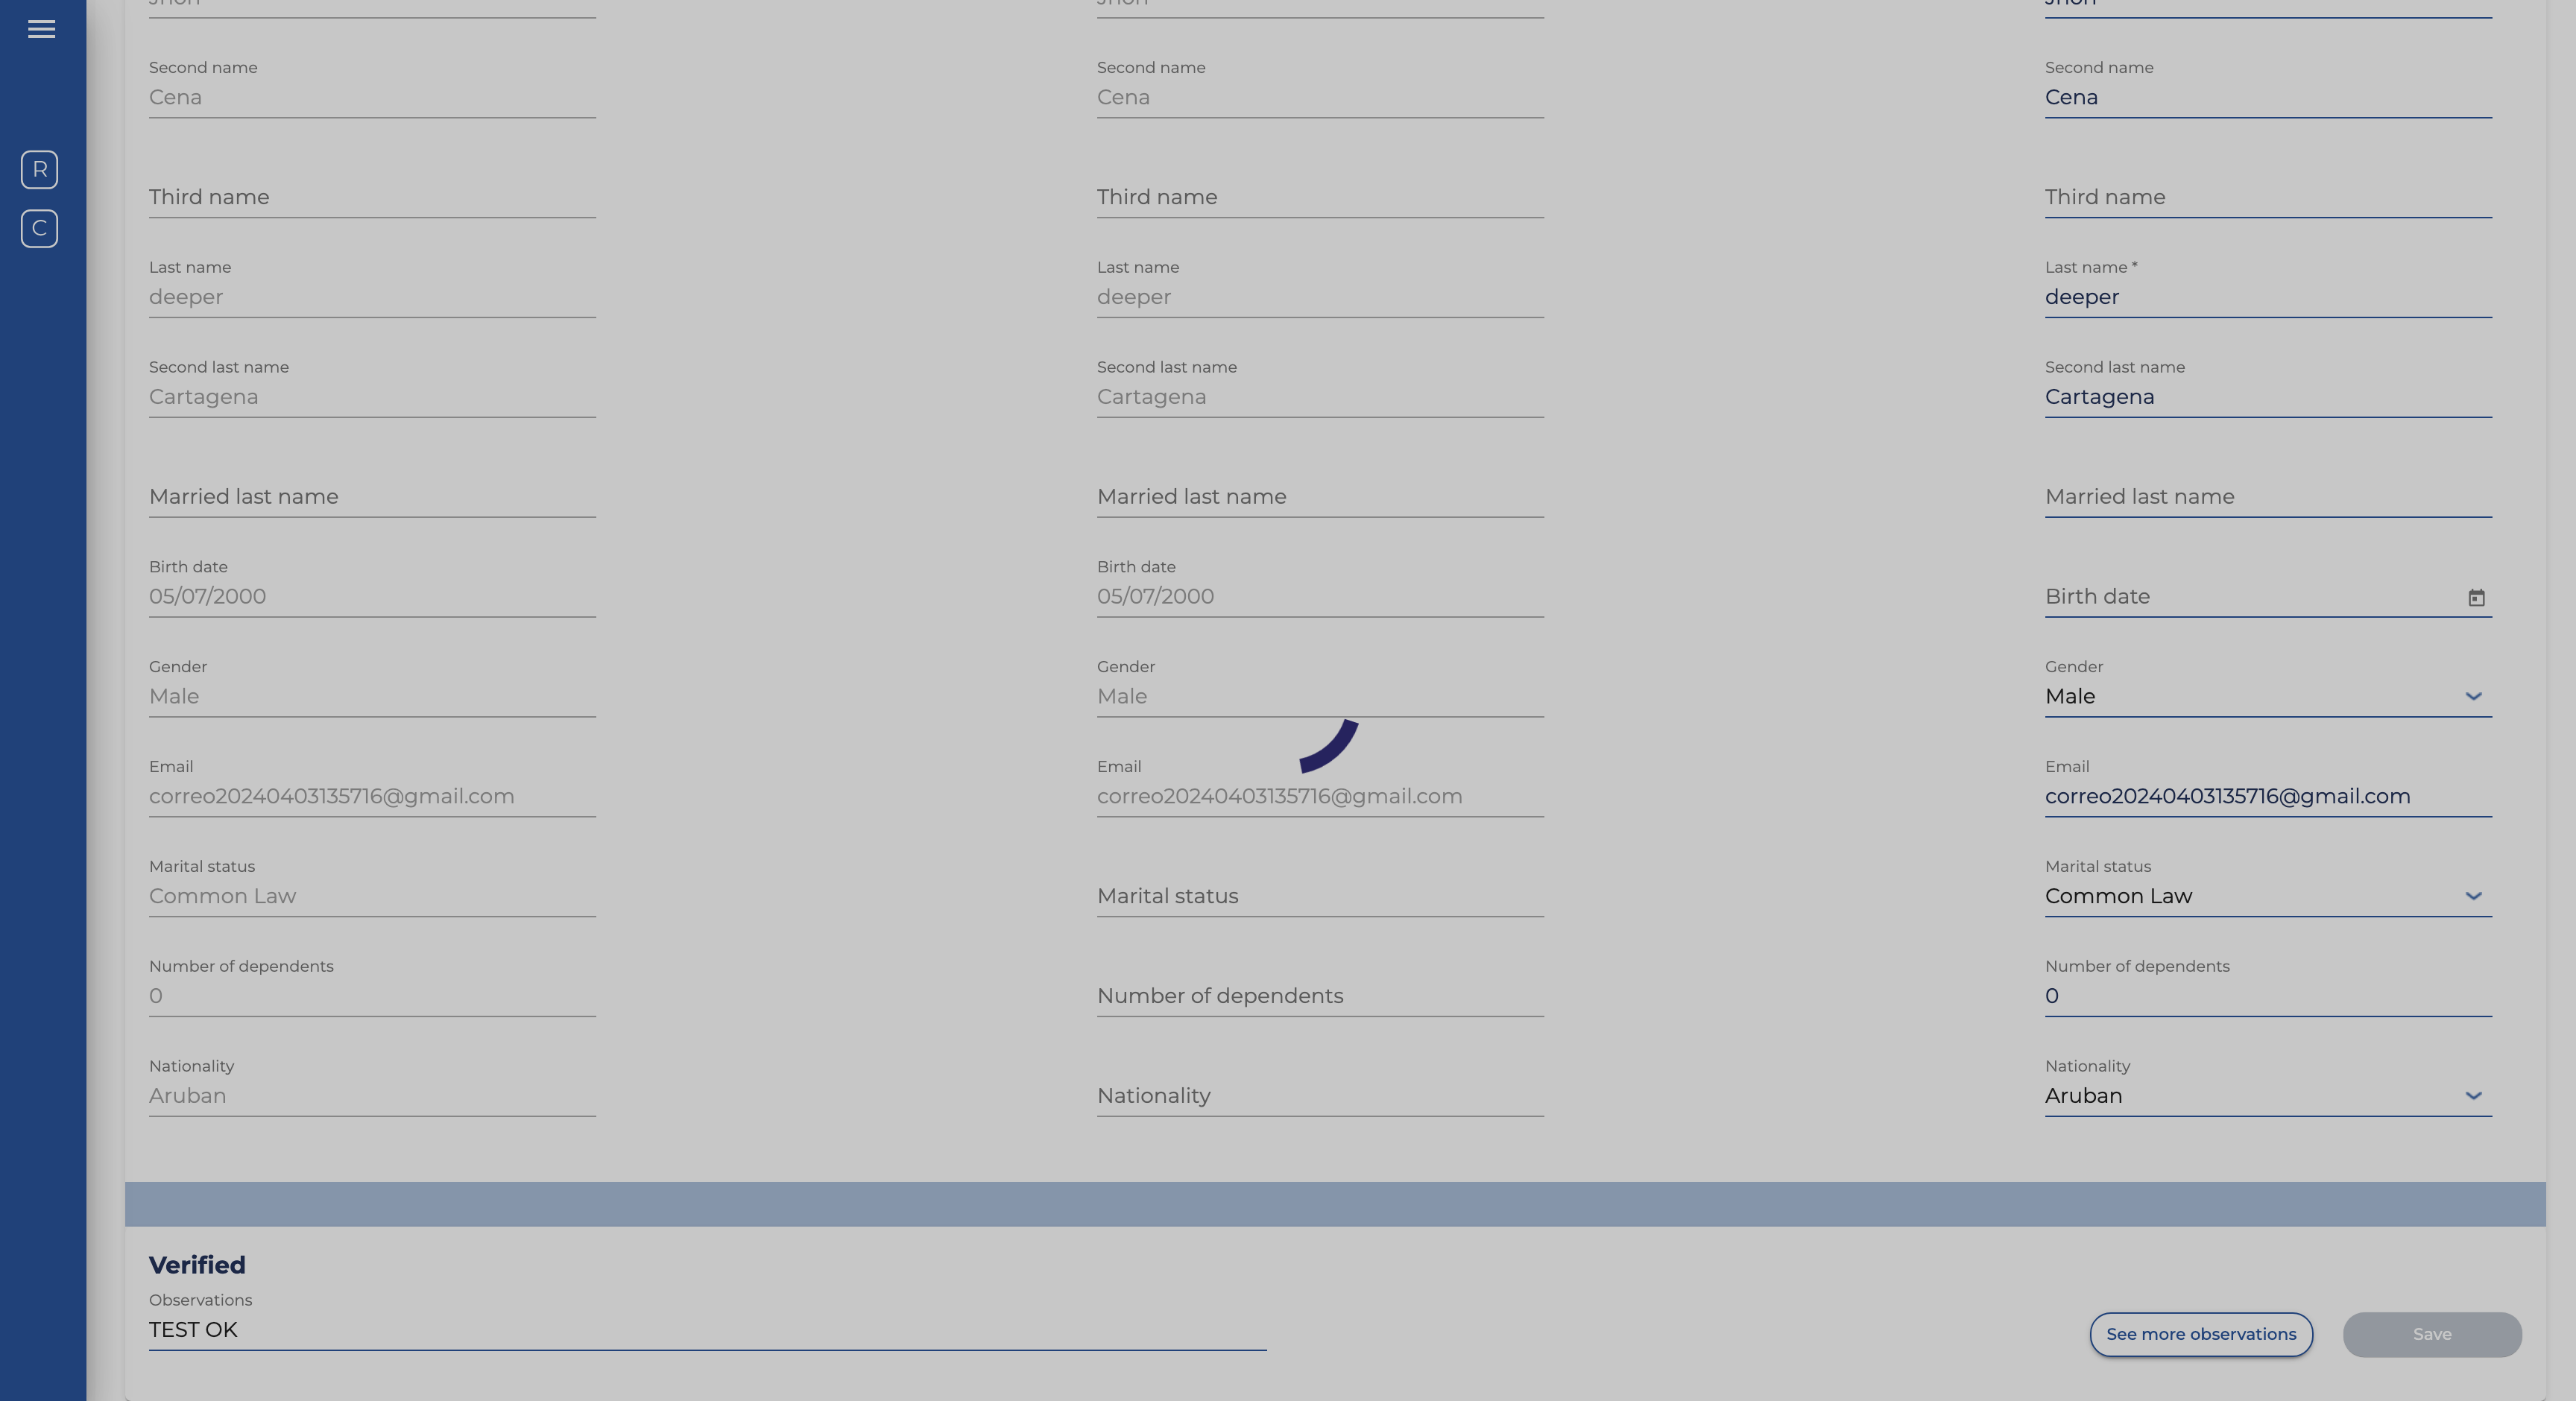 Jhon
Jhon
Jhon
R
C
Second name
Second name
Second name
Cena
Cena
Cena
Third name
Third name
Third name
Last name
Last name
Last name *
deeper
deeper
deeper
Second last name
Second last name
Second last name
Cartagena
Cartagena
Cartagena
Married last name
Married last name
Married last name
Birth date
Birth date
05/07/2000
05/07/2000
Birth date
Gender
Gender
Gender
Male
Male
Male
Email
Email
Email
correo20240403135716@gmail.com
correo20240403135716@gmail.com
correo20240403135716@gmail.com
Marital status
Marital status
Common Law
Marital status
Common Law
Number of dependents
Number of dependents
0
Number of dependents
0
Nationality
Nationality
Aruban
Nationality
Aruban
Verified
Observations
TEST OK
See more observations
Save